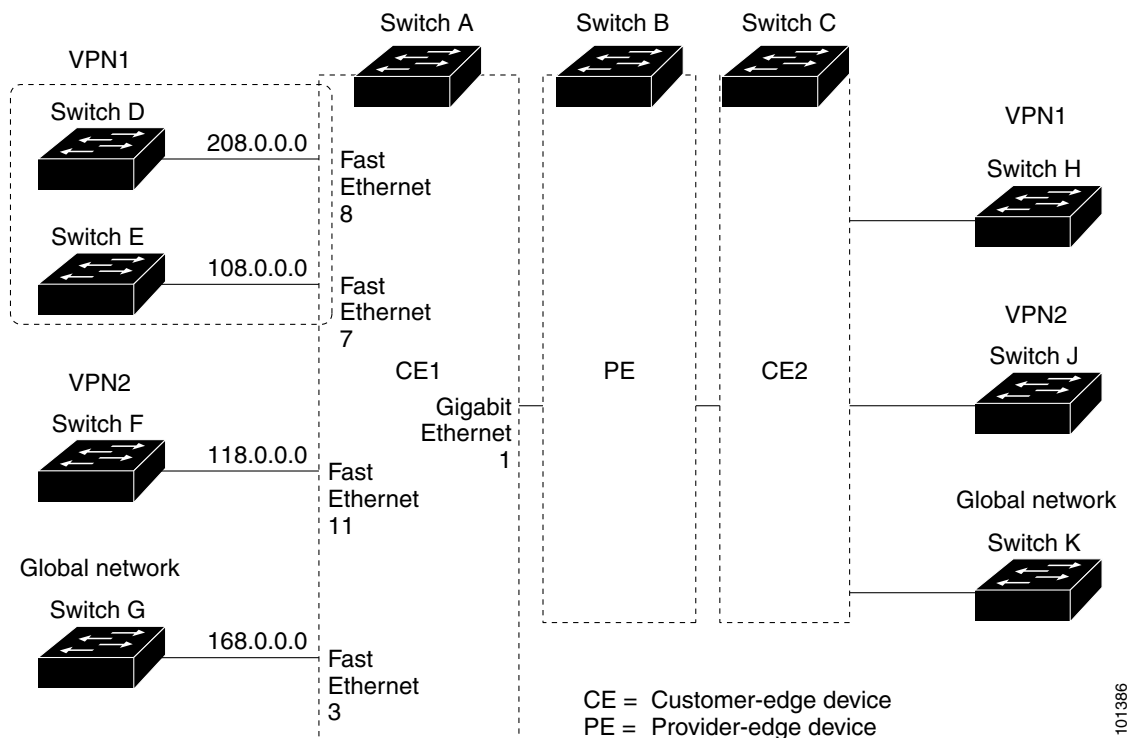 Switch A
Switch B
Switch C
VPN1
Switch D
208.0.0.0
Fast
Ethernet
8
Switch E
108.0.0.0
Fast
Ethernet
7
VPN2
Switch F
118.0.0.0
Fast
Ethernet
11
Global network
Switch G
168.0.0.0
Fast
Ethernet
3
CE1
Gigabit
Ethernet
1
PE
CE2
VPN1
Switch H
VPN2
Switch J
Global network
Switch K
CE = Customer-edge device
PE = Provider-edge device
101386